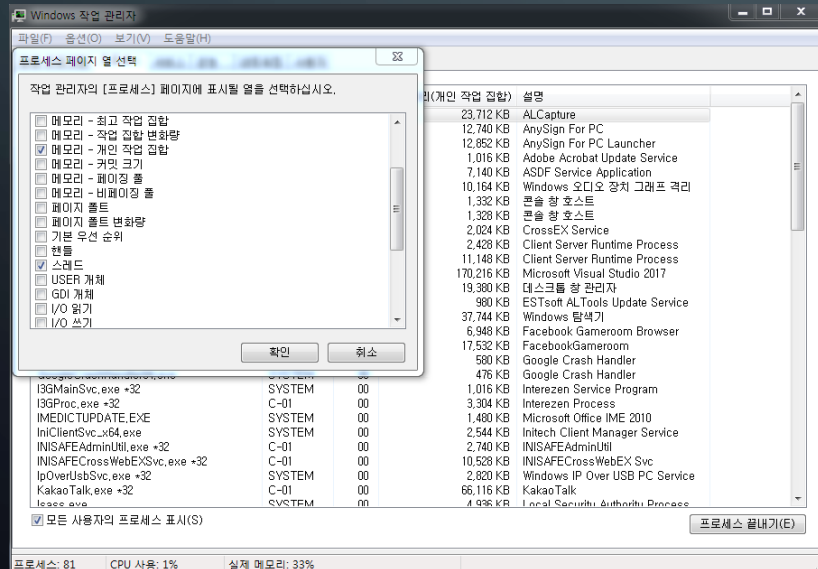 Windows 작업 관리자
파일(F) 옵션(O) 보기(V) 도움말(H)
프로세스 페이지 열 선택
작업 관리자의 [프로세스] 페이지에 표시될 열을 선택하십시오.
메모리 - 최고 작업 집합
메모리 - 작업 집합 변화량
메모리 - 개인 작업 집합
메모리 - 커밋 크기
메모리 - 페이징 풀
메모리 - 비페이징 풀
페이지 폴트
페이지 폴트 변화량
기본 우선 순위
핸들
스레드
USER 개체
GDI 개체
I/O 읽기
I/O 쓰기
확인 취소
(개인 작업 집합) 설명
23,712 KB ALCapture
12,740 KB AnySign For PC
12,852 KB AnySign For PC Launcher
1,016 KB Adobe Acrobat Update Service
7,140 KB ASDF Service Application
10,164 KB Windows 오디오 장치 그래프 격리
1,332 KB 콘솔 창 호스트
1,328 KB 콘솔 창 호스트
2,024 KB CrossEX Service
2,428 KB Client Server Runtime Process
11,148 KB Client Server Runtime Process
170,216 KB Microsoft Visual Studio 2017
19,380 KB 데스크톱 창 관리자
980 KB ESTsoft ALTools Update Service
37,744 KB Windows 탐색기
6,948 KB Facebook Gameroom Browser
17,532 KB FacebookGameroom
580 KB Google Crash Handler
476 KB Google Crash Handler
I3GMainSvc.exe *32 SYSTEM 00 1,016 KB Interezen Service Program
I3GProc.exe *32 C-01 00 3,304 KB Interezen Process
IMEDICTUPDATE.EXE SYSTEM 00 1,480 KB Microsoft Office IME 2010
IniClientSvc_x64.exe SYSTEM 00 2,544 KB Initech Client Manager Service
INISAFEAdminUtil.exe *32 C-01 00 2,740 KB INISAFEAdminUtil
INISAFECrossWebEXSvc.exe *32 C-01 00 10,528 KB INISAFECrossWebEX Svc
IpOverUsbSvc.exe *32 SYSTEM 00 2,820 KB Windows IP Over USB PC Service
KakaoTalk.exe *32 C-01 00 66,116 KB KakaoTalk
lsass.exe SYSTEM 00 4,936 KB Local Security Authority Process
모든 사용자의 프로세스 표시(S) 프로세스 끝내기(E)
프로세스: 81 CPU 사용: 1% 실제 메모리: 33%